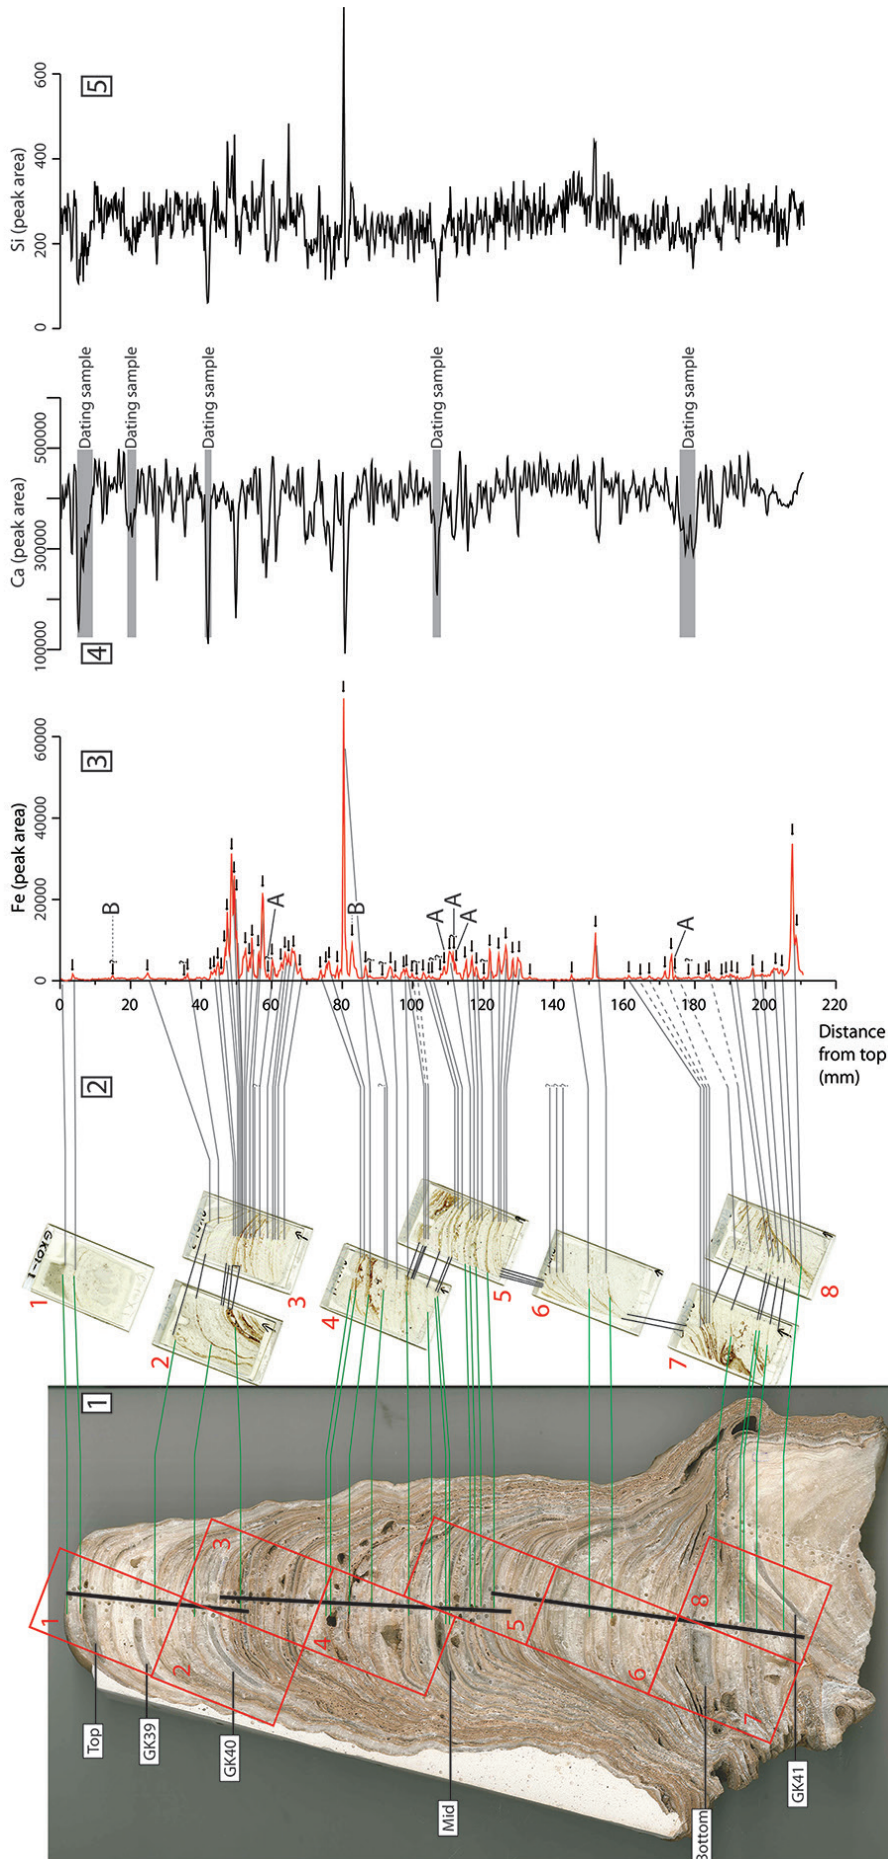 5
Si (peak area)
0
200
400
600
Dating sample
Dating sample
Dating sample
Dating sample
Dating sample
4
Ca (peak area)
100000
300000
500000
3
Fe (peak area)
0
20000
40000
60000
B
A
B
A
A
A
A
0
20
40
60
80
100
120
140
160
180
200
220
Distance
from top
(mm)
2
GK01-1
1
2
3
4
5
6
7
8
1
1
2
3
4
5
6
7
8
Top
GK39
GK40
Mid
Bottom
GK41